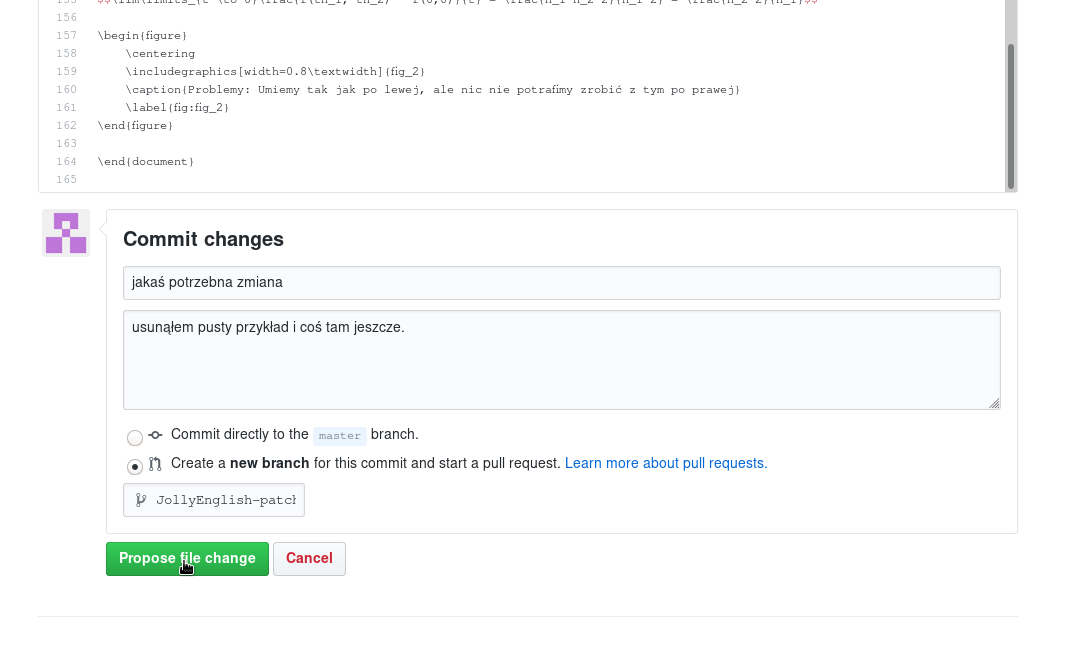 156
157 \begin{figure}
158 \centering
159 \includegraphics[width=0.8\textwidth]{fig_2}
160 \caption{Problemy: Umiemy tak jak po lewej, ale nic nie potrafimy zrobić z tym po prawej}
161 \label{fig:fig_2}
162 \end{figure}
163
164 \end{document}
165
Commit changes
jakaś potrzebna zmiana
usunąłem pusty przykład i coś tam jeszcze.
Commit directly to the master branch.
Create a new branch for this commit and start a pull request. Learn more about pull requests.
JollyEnglish-patch
Propose file change Cancel